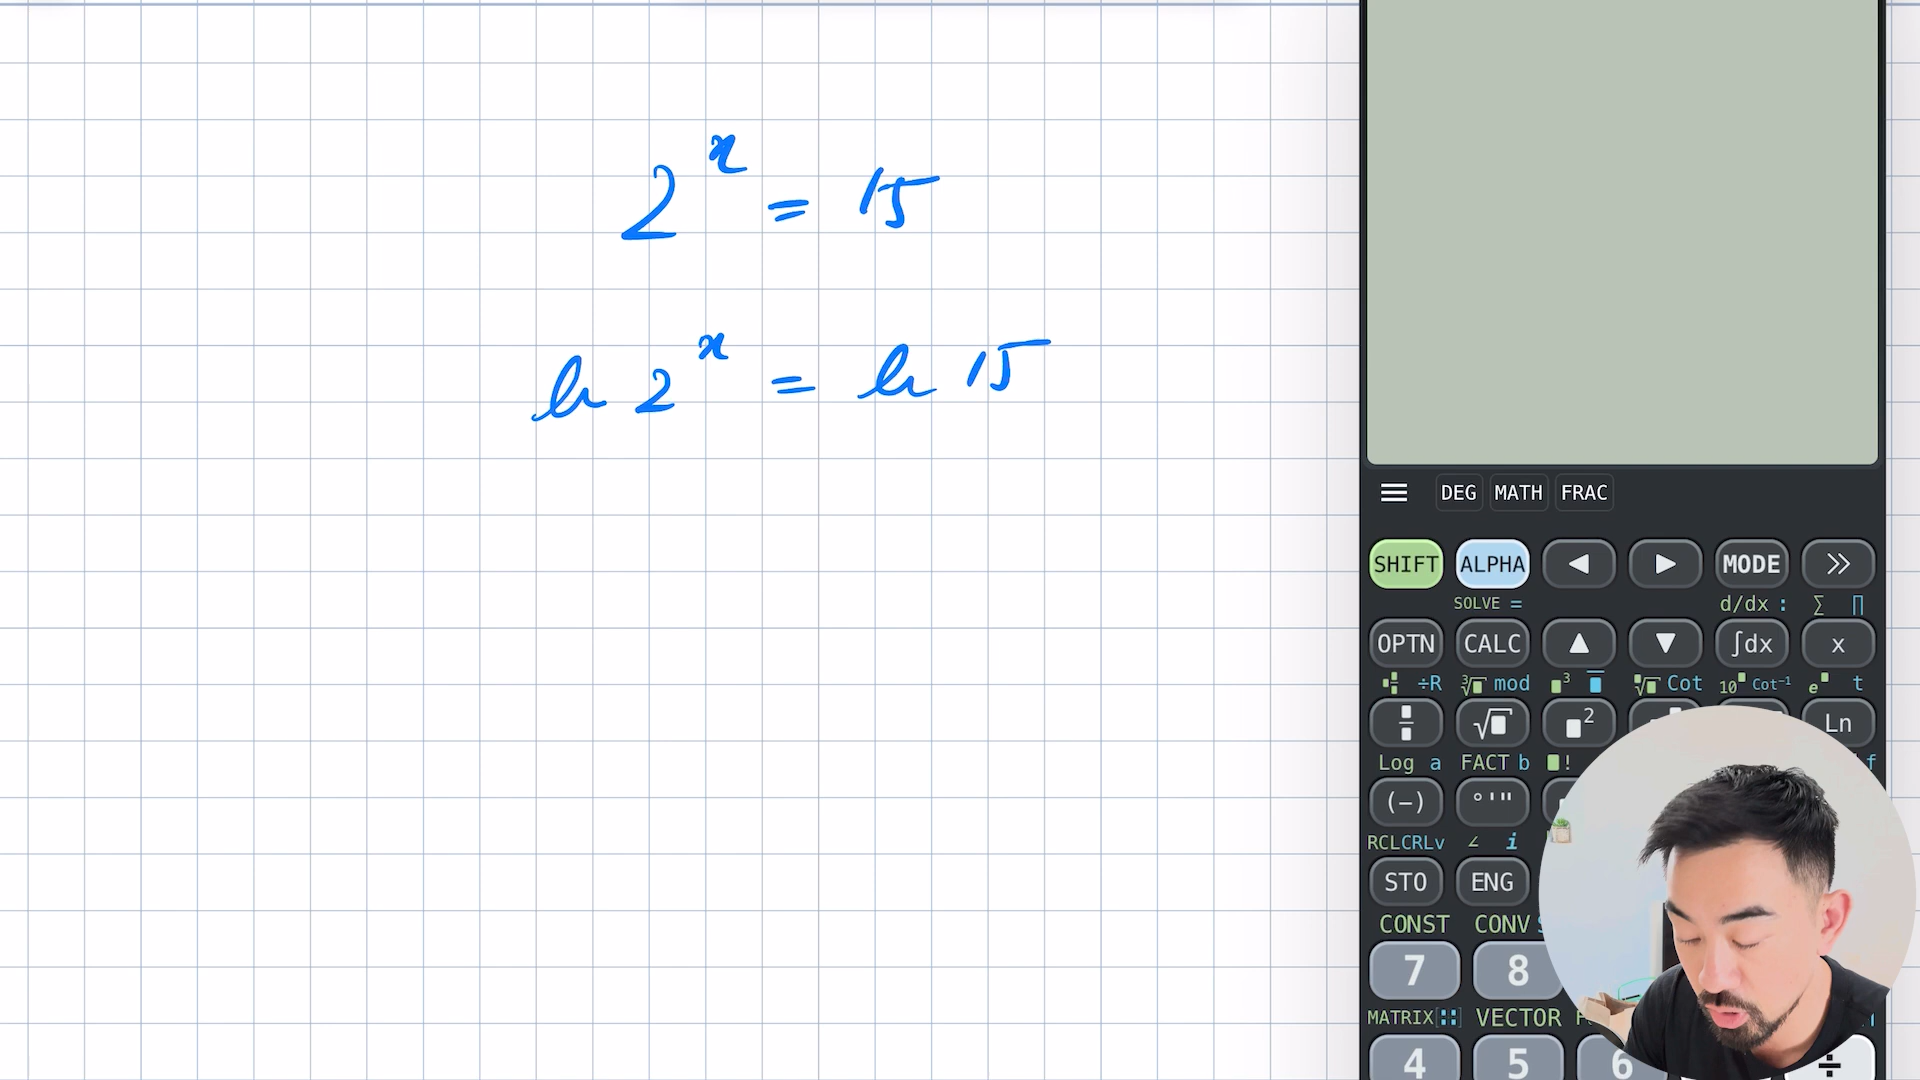 2^x = 15
ln 2^x = ln 15
DEG MATH FRAC
SHIFT ALPHA ◀ ▶ MODE >>
SOLVE = d/dx : ∑ ∏
OPTN CALC ▲ ▼ ∫dx x
÷R ∛ mod ■³ Cot 10^■ Cot⁻¹ e^■ t
√■ ■² Ln
Log a FACT b ■! f
(−) °'"
RCL CRLv ∠ i
STO ENG
CONST CONV
7 8
MATRIX VECTOR
4 5 6 ÷